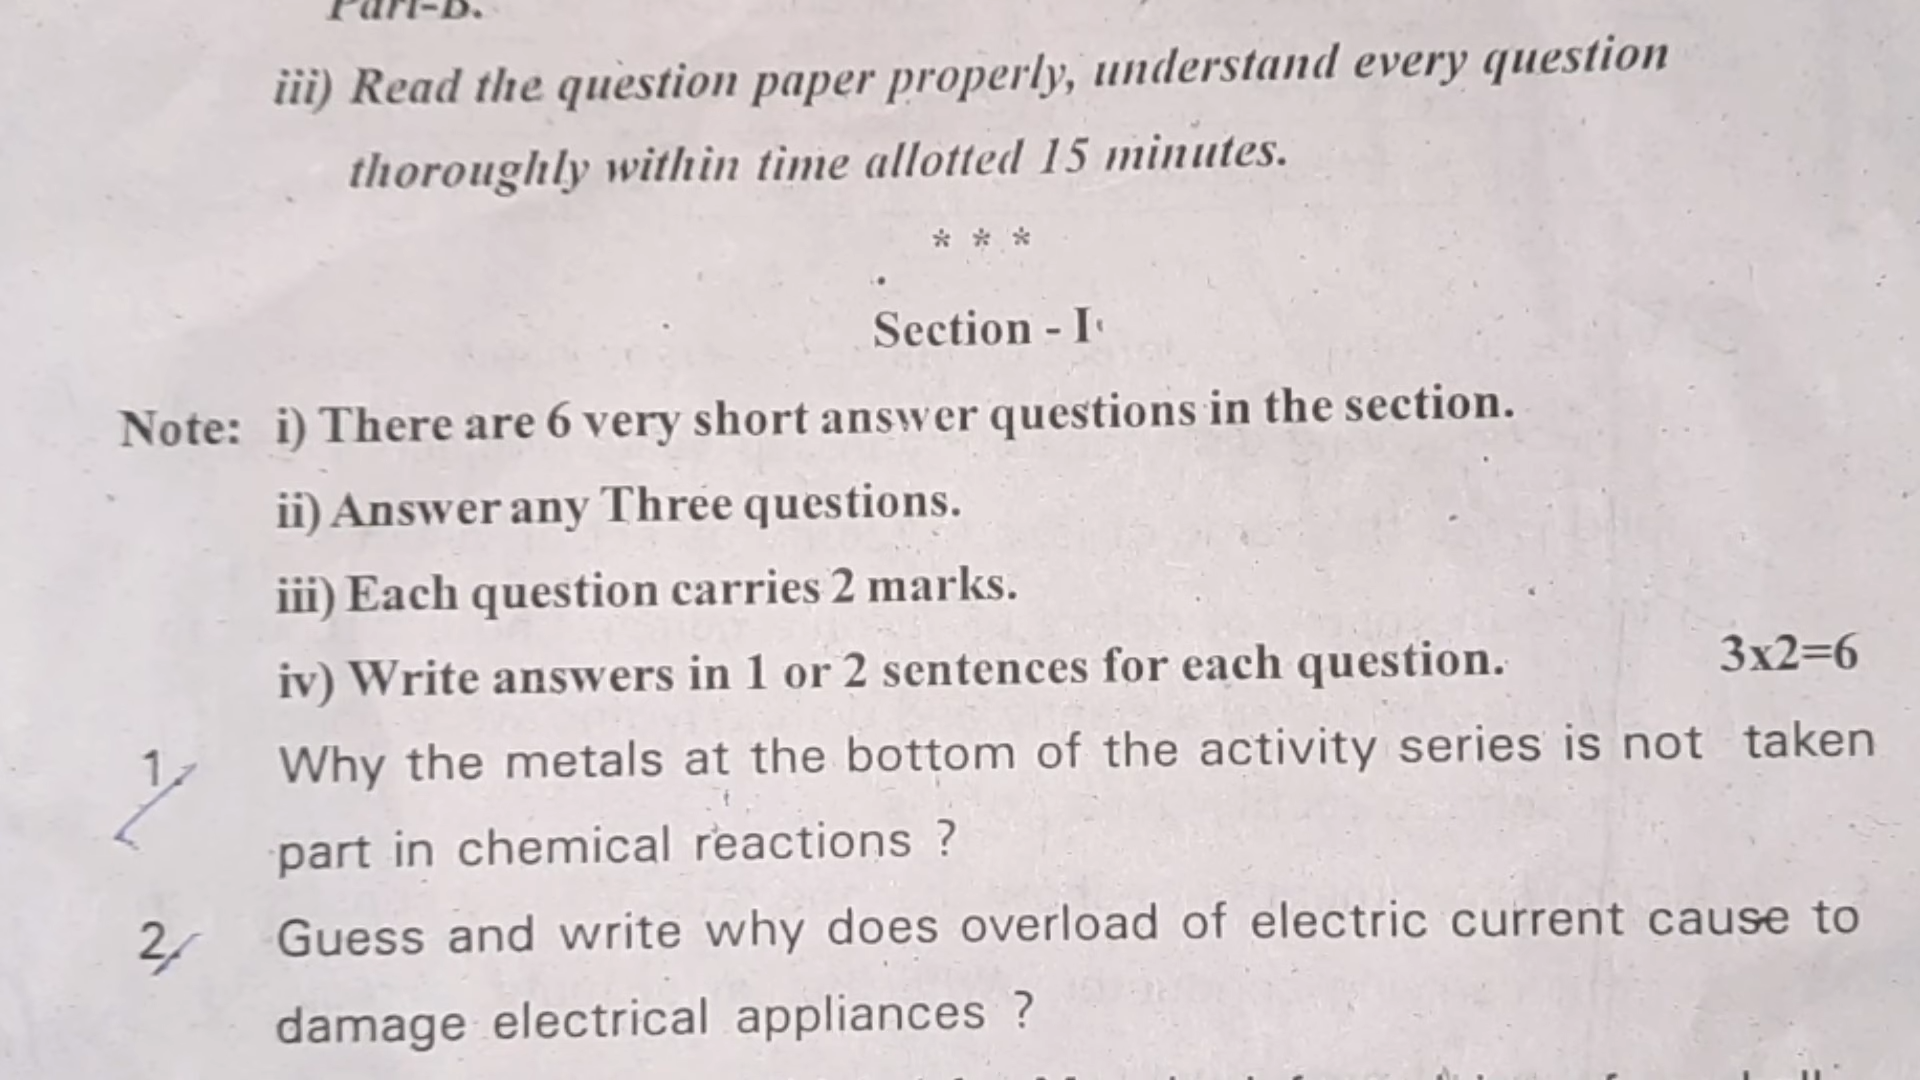 Part-B.
iii) Read the question paper properly, understand every question
thoroughly within time allotted 15 minutes.
* * *
Section - I
Note: i) There are 6 very short answer questions in the section.
ii) Answer any Three questions.
iii) Each question carries 2 marks.
iv) Write answers in 1 or 2 sentences for each question. 3x2=6
1. Why the metals at the bottom of the activity series is not taken
part in chemical reactions ?
2. Guess and write why does overload of electric current cause to
damage electrical appliances ?